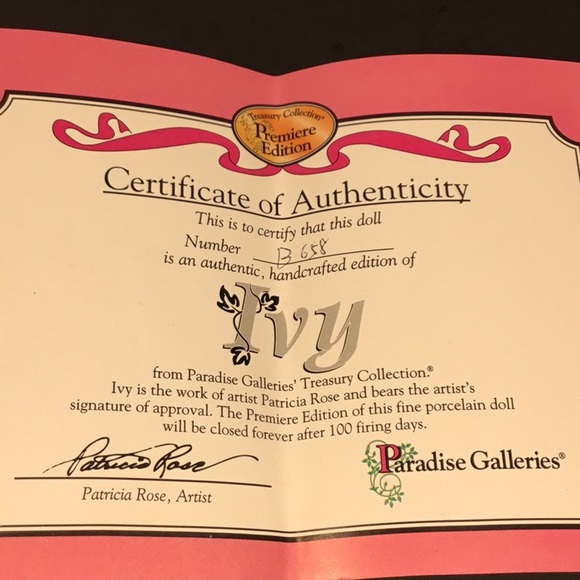 Treasury Collection®
Premiere
Edition
Certificate of Authenticity
This is to certify that this doll
Number B 658
is an authentic, handcrafted edition of
Ivy
from Paradise Galleries' Treasury Collection.®
Ivy is the work of artist Patricia Rose and bears the artist's
signature of approval. The Premiere Edition of this fine porcelain doll
will be closed forever after 100 firing days.
Patricia Rose
Patricia Rose, Artist
Paradise Galleries®